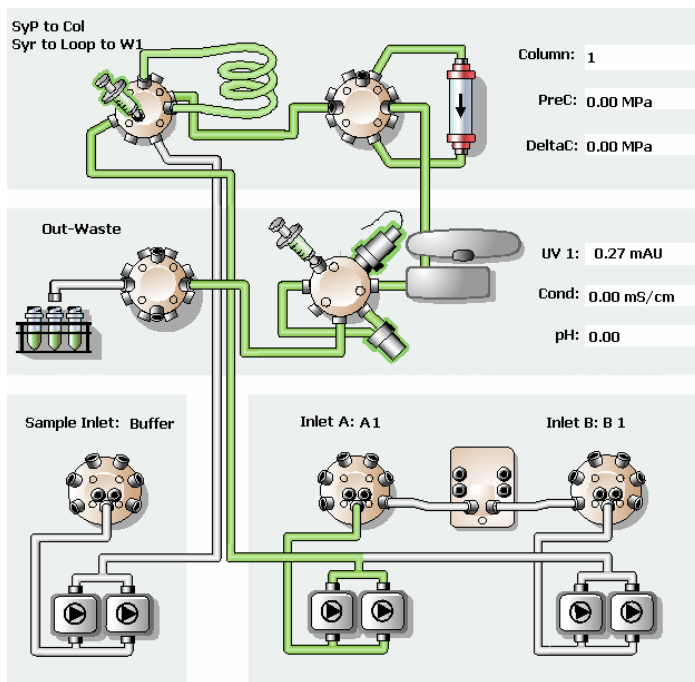 SyP to Col
Syr to Loop to W1
Column: 1
PreC: 0.00 MPa
DeltaC: 0.00 MPa
Out-Waste
UV 1: 0.27 mAU
Cond: 0.00 mS/cm
pH: 0.00
Sample Inlet: Buffer
Inlet A: A1
Inlet B: B 1